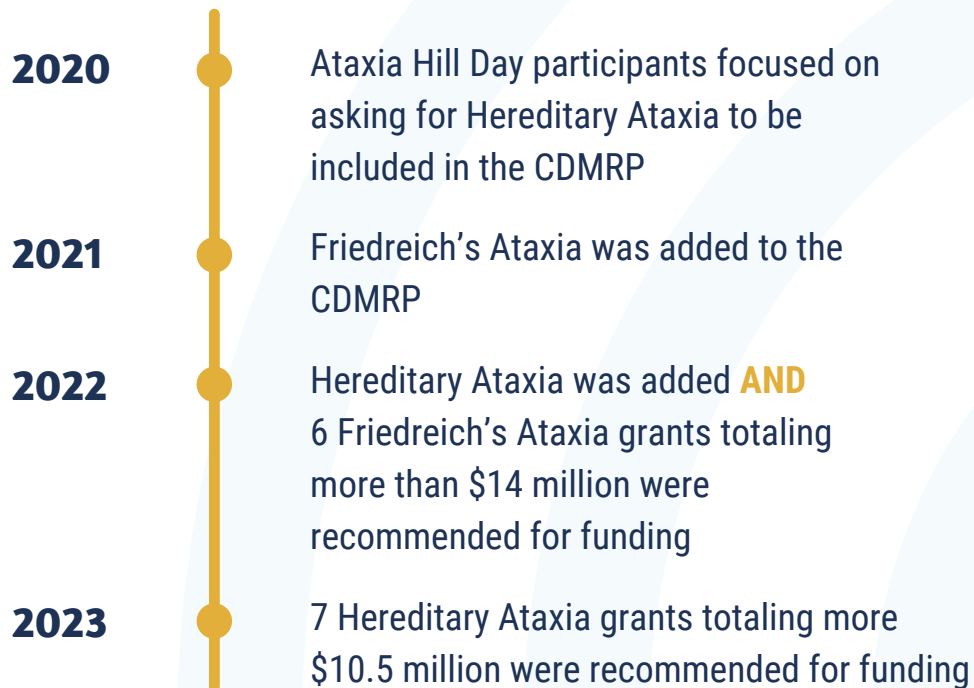 2020
Ataxia Hill Day participants focused on
asking for Hereditary Ataxia to be
included in the CDMRP
2021
Friedreich’s Ataxia was added to the
CDMRP
2022
Hereditary Ataxia was added AND
6 Friedreich’s Ataxia grants totaling
more than $14 million were
recommended for funding
2023
7 Hereditary Ataxia grants totaling more
$10.5 million were recommended for funding